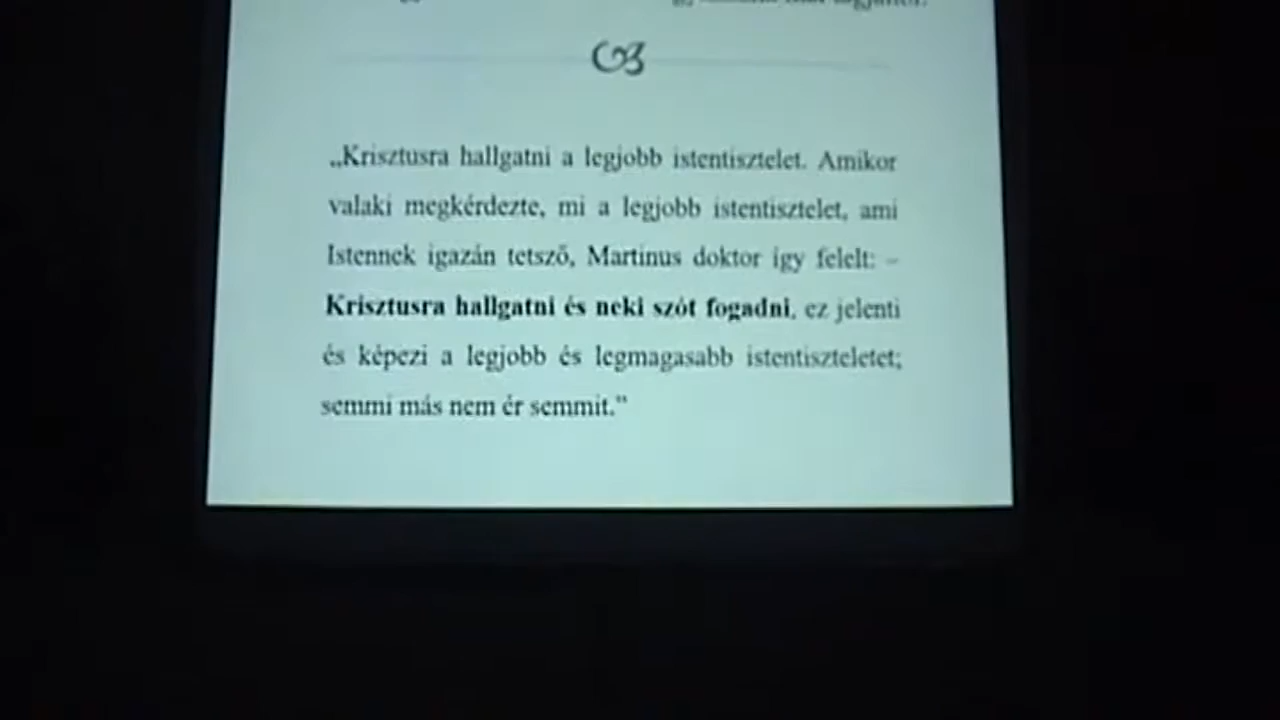 „Krisztusra hallgatni a legjobb istentisztelet. Amikor
valaki megkérdezte, mi a legjobb istentisztelet, ami
Istennek igazán tetsző, Martinus doktor így felelt: –
Krisztusra hallgatni és neki szót fogadni, ez jelenti
és képezi a legjobb és legmagasabb istentiszteletet;
semmi más nem ér semmit.”